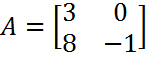 A = [3 0
8 -1]